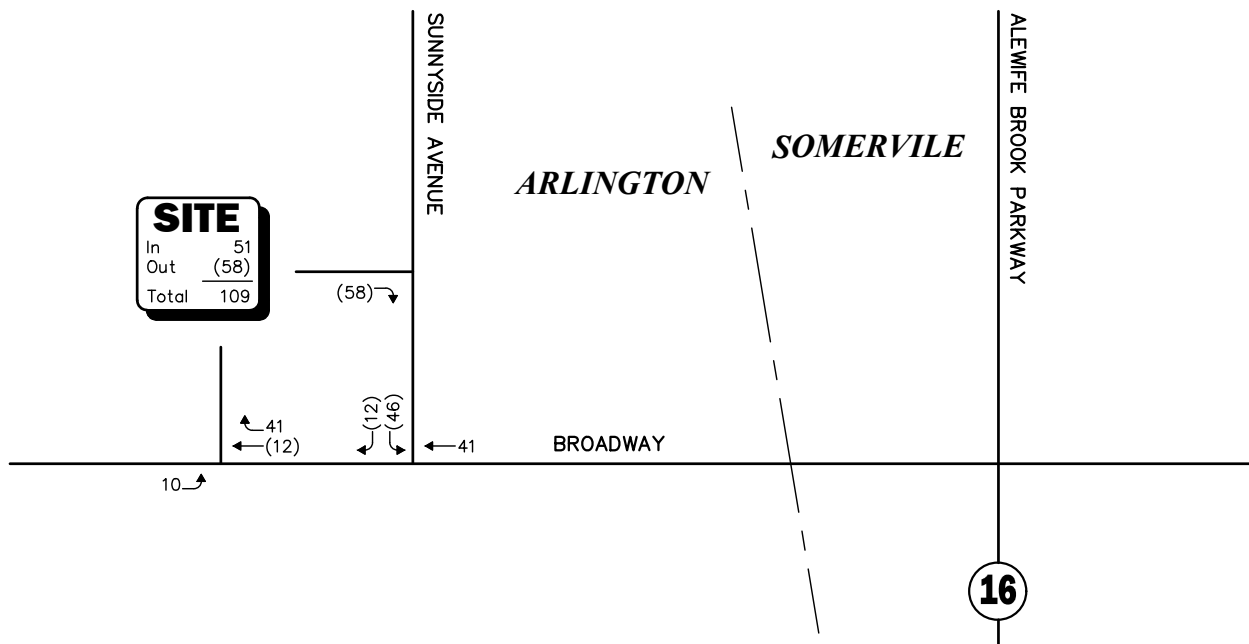 SUNNYSIDE AVENUE
ALEWIFE BROOK PARKWAY
SOMERVILE
ARLINGTON
SITE
In 51
Out (58)
Total 109
(58)
(12)
(46)
41
(12)
41
BROADWAY
10
16